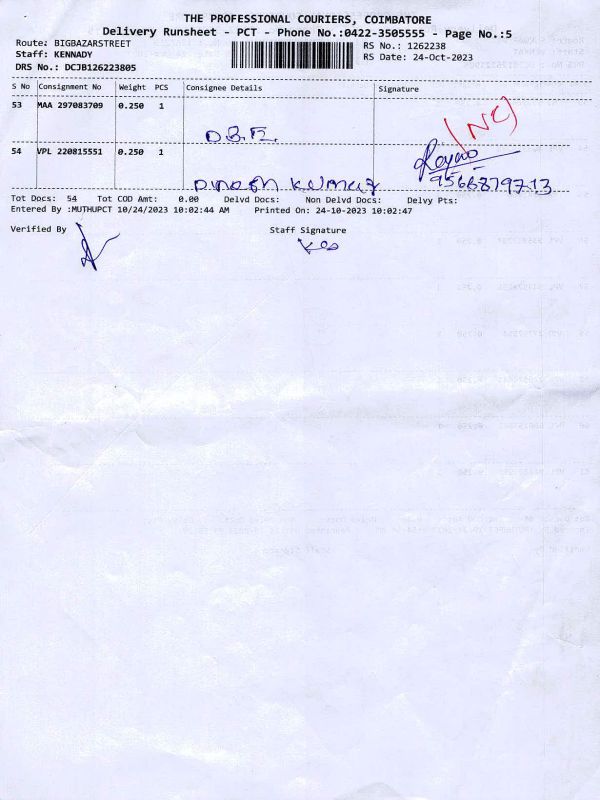 THE PROFESSIONAL COURIERS, COIMBATORE
Delivery Runsheet - PCT - Phone No.:0422-3505555 - Page No.:5
Route: BIGBAZARSTREET
RS No.: 1262238
Staff: KENNADY
RS Date: 24-Oct-2023
DRS No.: DCJB126223805
S No Consignment No Weight PCS Consignee Details Signature
53 MAA 297083709 0.250 1
(NC)
54 VPL 220815551 0.250 1
Dinesh Kumar 9566879713
Tot Docs: 54 Tot COD Amt: 0.00 Delvd Docs: Non Delvd Docs: Delvy Pts:
Entered By :MUTHUPCT 10/24/2023 10:02:44 AM Printed On: 24-10-2023 10:02:47
Verified By Staff Signature